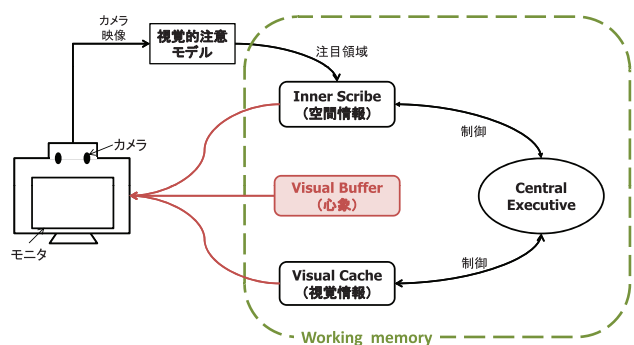 カメラ
映像
視覚的注意
モデル
注目領域
Inner Scribe
(空間情報)
制御
カメラ
Visual Buffer
(心象)
Central
Executive
モニタ
Visual Cache
(視覚情報)
制御
Working memory